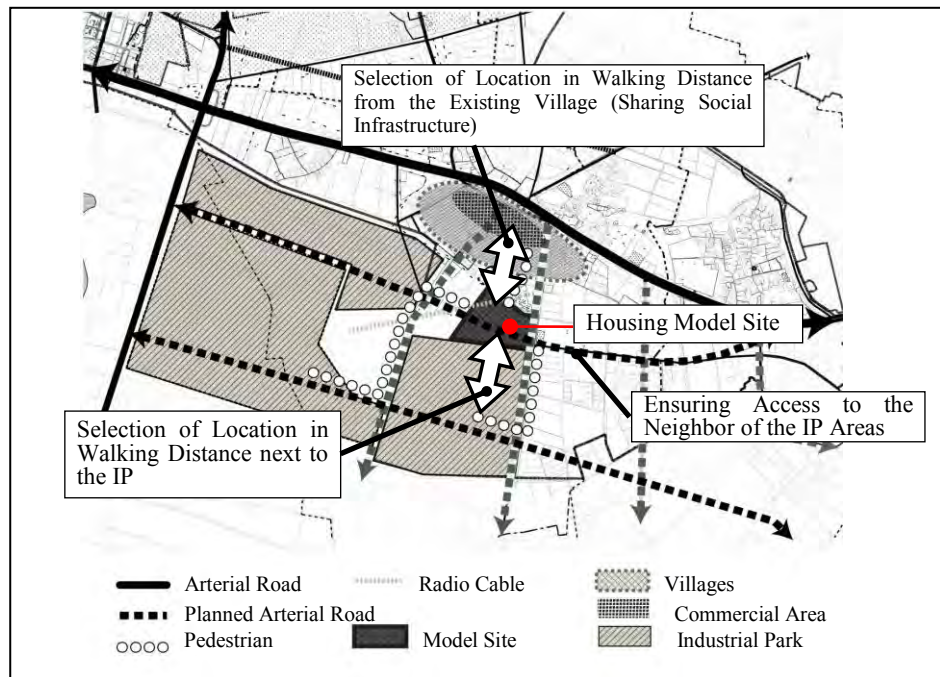 Selection of Location in Walking Distance
from the Existing Village (Sharing Social
Infrastructure)
Housing Model Site
Ensuring Access to the
Neighbor of the IP Areas
Selection of Location in
Walking Distance next to
the IP
Arterial Road
Radio Cable
Villages
Planned Arterial Road
Commercial Area
Pedestrian
Model Site
Industrial Park